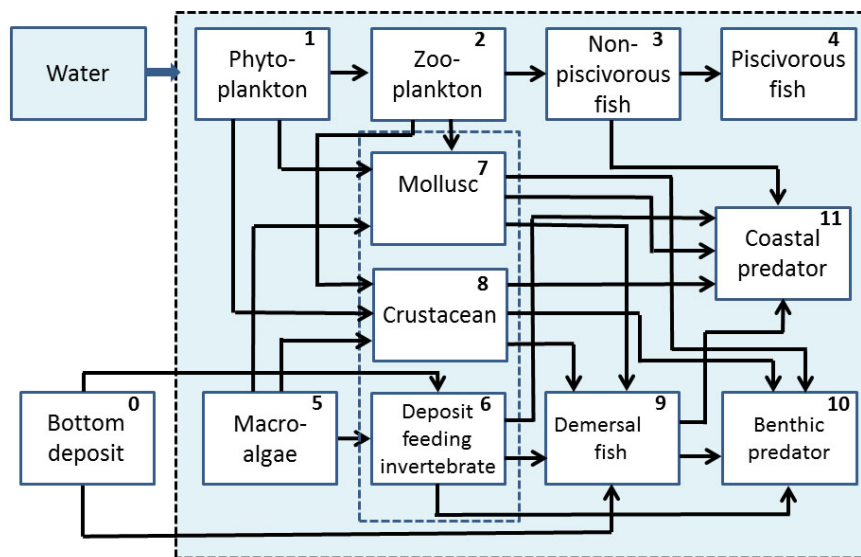 Water
1
Phyto-
plankton
2
Zoo-
plankton
3
Non-
piscivorous
fish
4
Piscivorous
fish
7
Mollusc
11
Coastal
predator
8
Crustacean
0
Bottom
deposit
5
Macro-
algae
6
Deposit
feeding
invertebrate
9
Demersal
fish
10
Benthic
predator